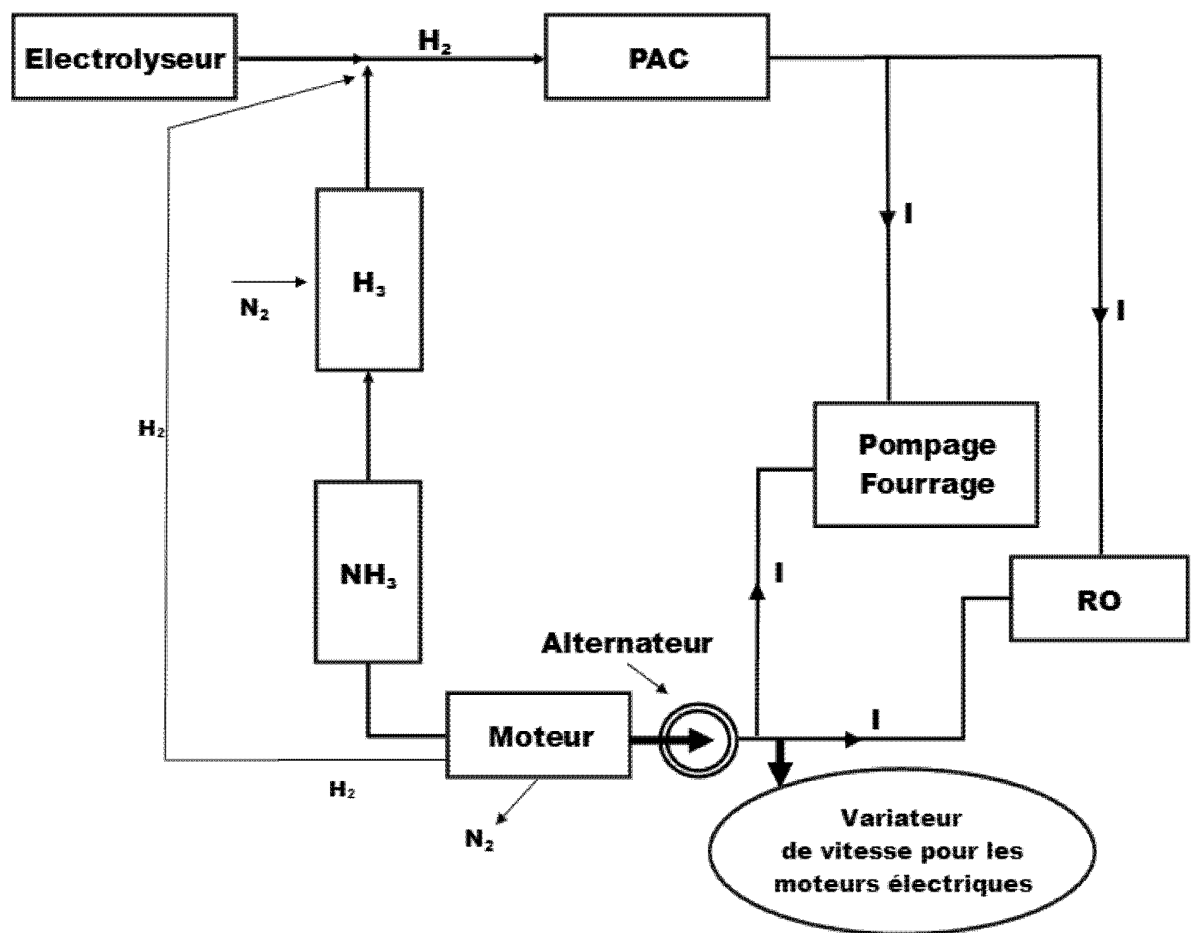 Electrolyseur
H₂
PAC
I
H₃
N₂
I
H₂
Pompage
Fourrage
NH₃
I
RO
Alternateur
Moteur
I
H₂
N₂
Variateur
de vitesse pour les
moteurs électriques